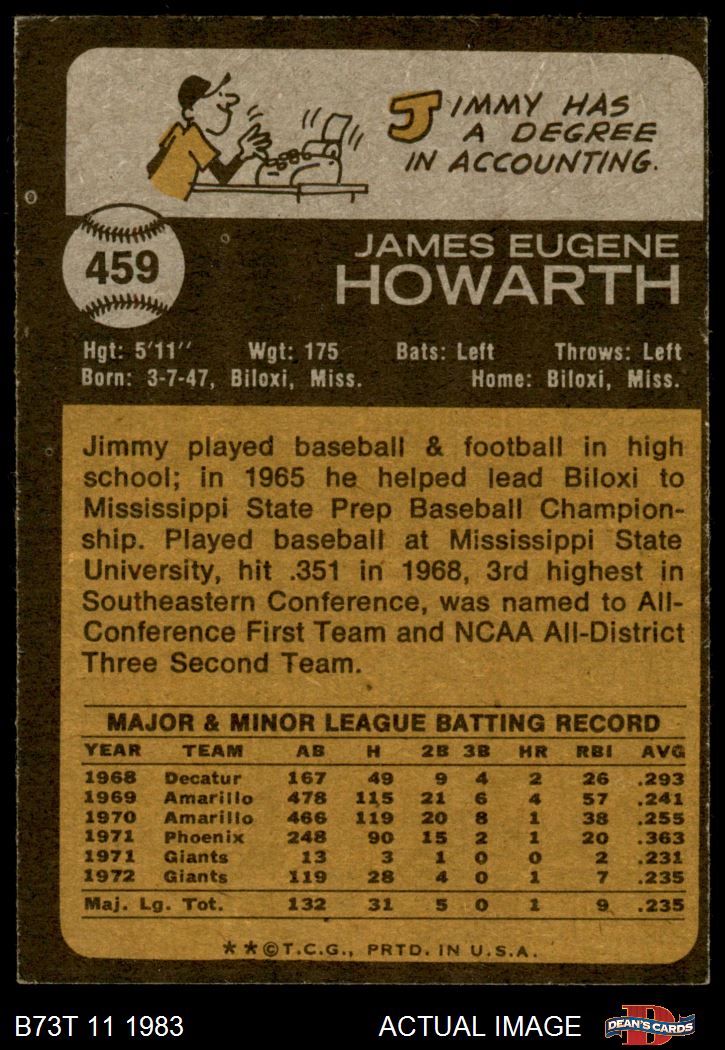 JIMMY HAS
A DEGREE
IN ACCOUNTING.
459
JAMES EUGENE
HOWARTH
Hgt: 5'11" Wgt: 175 Bats: Left Throws: Left
Born: 3-7-47, Biloxi, Miss. Home: Biloxi, Miss.
Jimmy played baseball & football in high
school; in 1965 he helped lead Biloxi to
Mississippi State Prep Baseball Champion-
ship. Played baseball at Mississippi State
University, hit .351 in 1968, 3rd highest in
Southeastern Conference, was named to All-
Conference First Team and NCAA All-District
Three Second Team.
MAJOR & MINOR LEAGUE BATTING RECORD
YEAR TEAM AB H 2B 3B HR RBI AVG
1968 Decatur 167 49 9 4 2 26 .293
1969 Amarillo 478 115 21 6 4 57 .241
1970 Amarillo 466 119 20 8 1 38 .255
1971 Phoenix 248 90 15 2 1 20 .363
1971 Giants 13 3 1 0 0 2 .231
1972 Giants 119 28 4 0 1 7 .235
Maj. Lg. Tot. 132 31 5 0 1 9 .235
**©T.C.G., PRTD. IN U.S.A.
B73T 11 1983 ACTUAL IMAGE DEAN'S CARDS